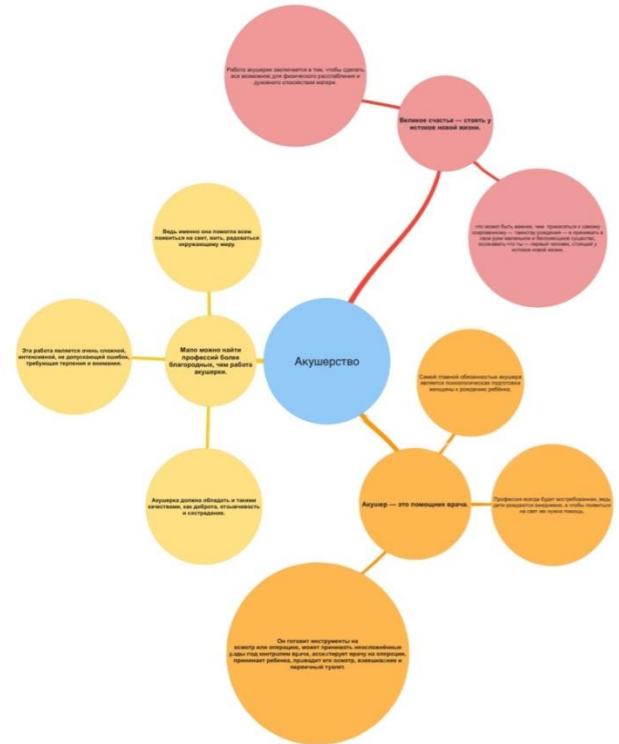 Работа акушерки заключается в том, чтобы сделать
все возможное для физического расслабления и
духовного спокойствия матери.
Великое счастье — стоять у
истоков новой жизни.
что может быть важнее, чем прикасаться к самому
сокровенному — таинству рождения — и принимать в
свои руки маленькое и беспомощное существо,
осознавать что ты — первый человек, стоящий у
истоков новой жизни.
Ведь именно она помогла всем
появиться на свет, жить, радоваться
окружающему миру.
Эта работа является очень сложной,
интенсивной, не допускающей ошибок,
требующая терпения и внимания.
Мало можно найти
профессий более
благородных, чем работа
акушерки.
Акушерка должна обладать и такими
качествами, как доброта, отзывчивость
и сострадание.
Акушерство
Самой главной обязанностью акушера
является психологическая подготовка
женщины к рождению ребёнка.
Акушер — это помощник врача.
Профессия всегда будет востребованная, ведь
дети рождаются ежедневно, а чтобы появиться
на свет им нужна помощь.
Он готовит инструменты на
осмотр или операцию, может принимать неосложнённые
роды под контролем врача, ассистирует врачу на операции,
принимает ребенка, проводит его осмотр, взвешивание и
первичный туалет.